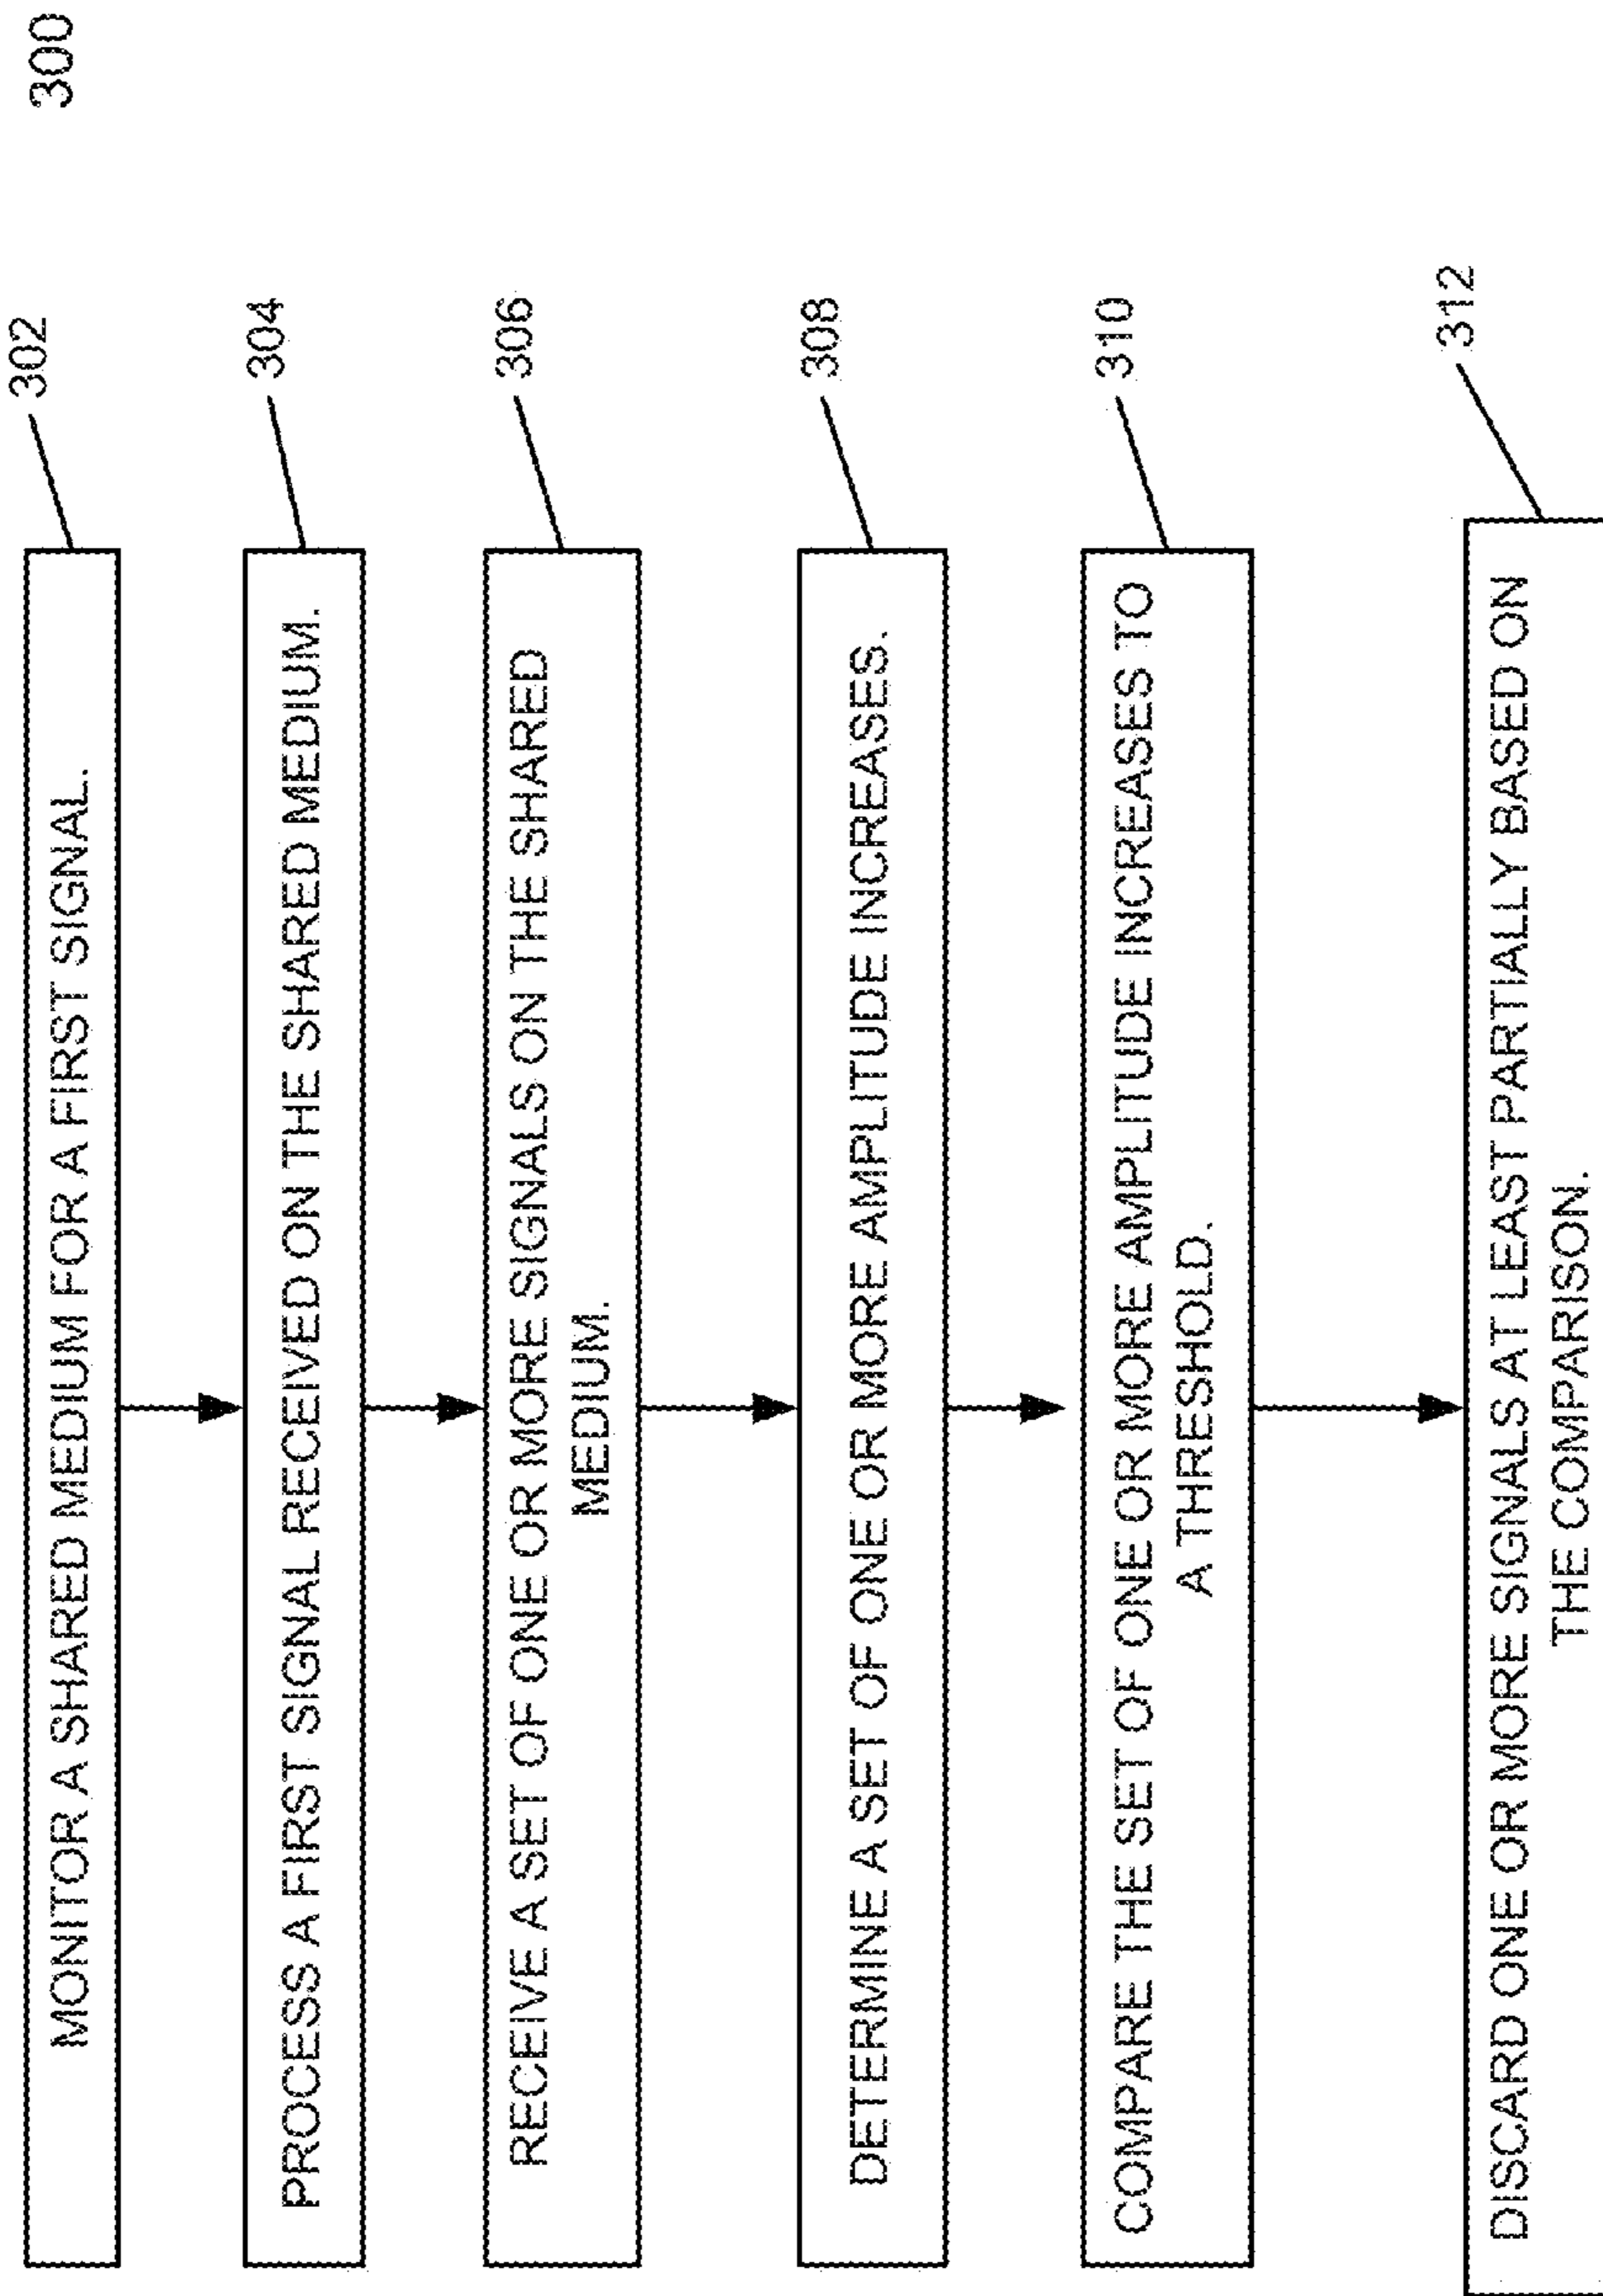 300
302
MONITOR A SHARED MEDIUM FOR A FIRST SIGNAL.
304
PROCESS A FIRST SIGNAL RECEIVED ON THE SHARED MEDIUM.
306
RECEIVE A SET OF ONE OR MORE SIGNALS ON THE SHARED
MEDIUM.
308
DETERMINE A SET OF ONE OR MORE AMPLITUDE INCREASES.
310
COMPARE THE SET OF ONE OR MORE AMPLITUDE INCREASES TO
A THRESHOLD.
312
DISCARD ONE OR MORE SIGNALS AT LEAST PARTIALLY BASED ON
THE COMPARISON.